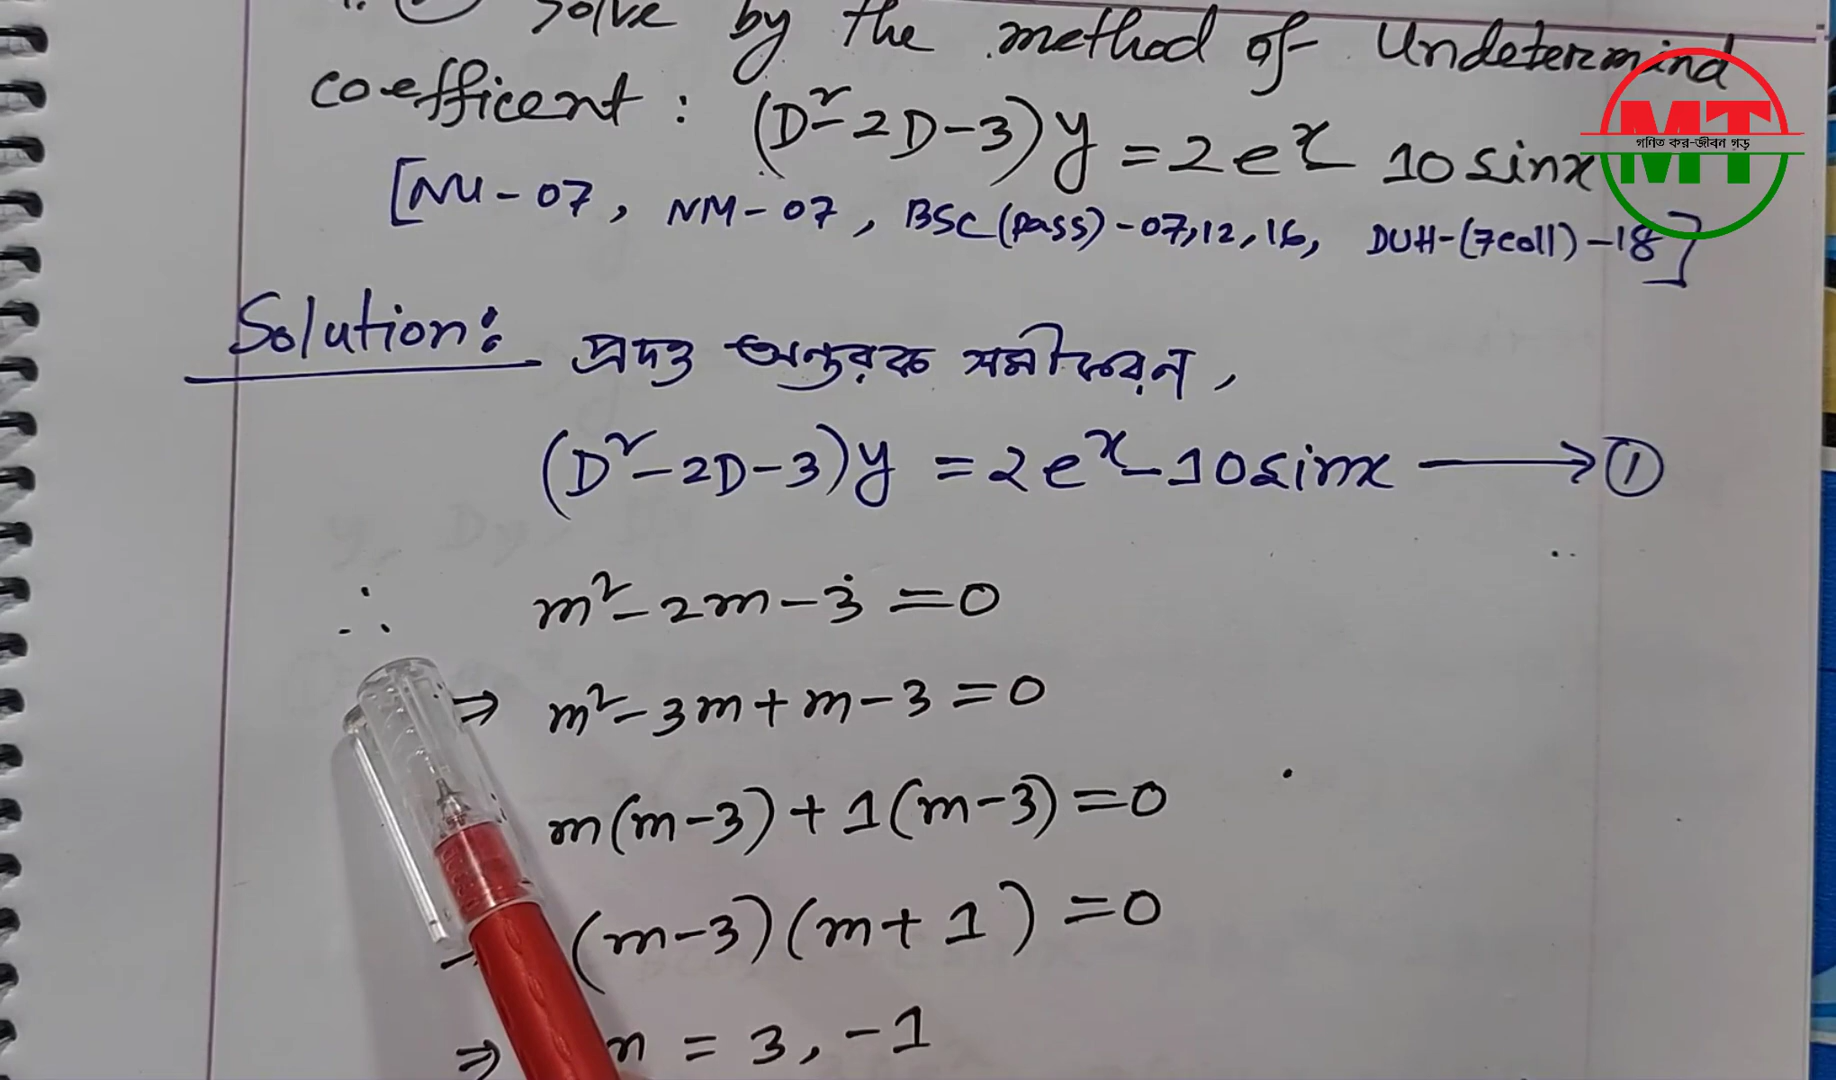 Solve by the method of Undetermind
coefficent : (D²-2D-3)y = 2eˣ 10 sinx
[NU-07, NM-07, BSC(pass)-07,12,16, DUH-(7coll)-18]
MT
গণিত কর-জীবন গড়
Solution: প্রদত্ত অন্তরক সমীকরণ,
(D²-2D-3)y = 2eˣ-10sinx → ①
∴ m²-2m-3=0
⇒ m²-3m+m-3=0
m(m-3)+1(m-3)=0
(m-3)(m+1)=0
⇒ m = 3, -1